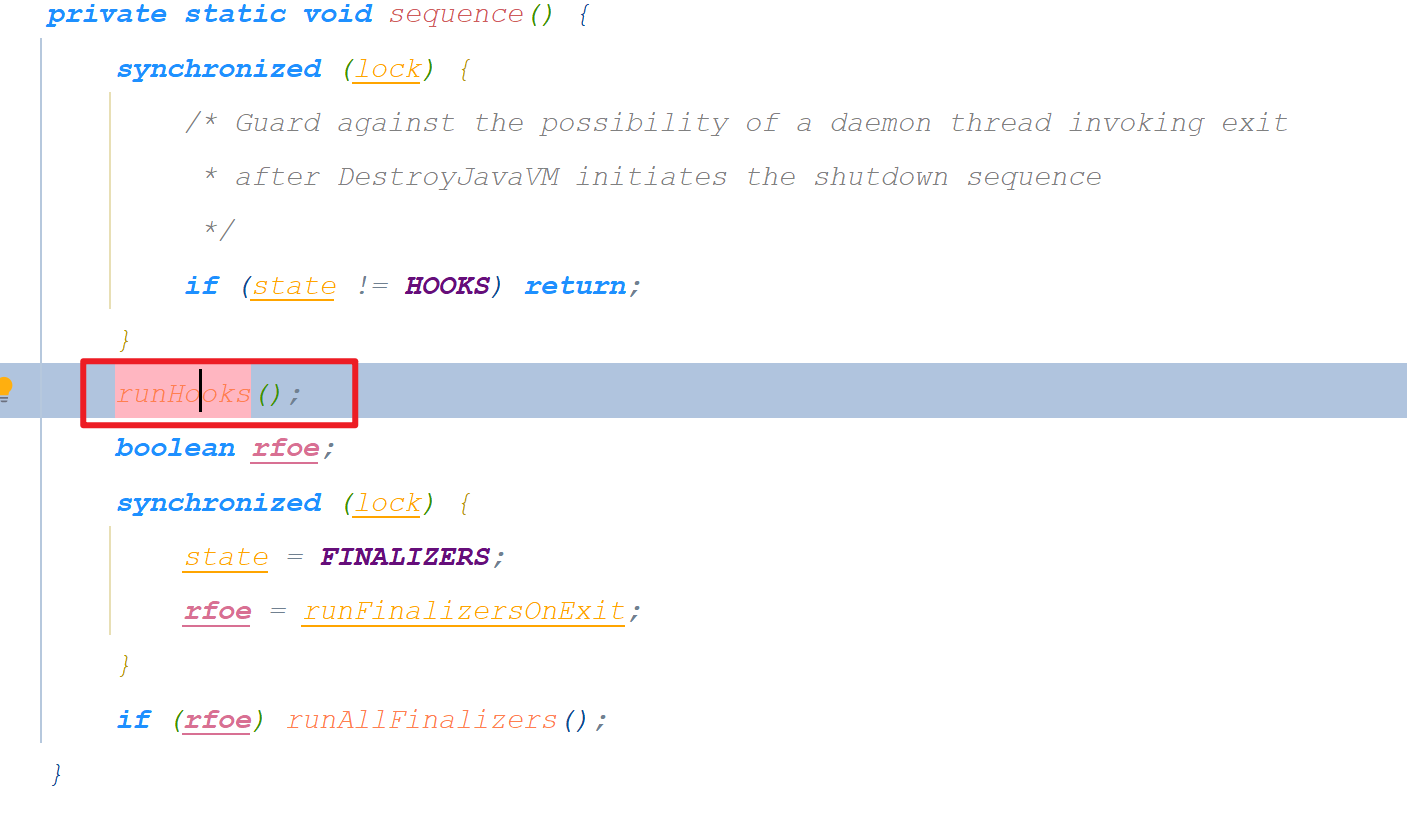 private static void sequence() {
synchronized (lock) {
/* Guard against the possibility of a daemon thread invoking exit
* after DestroyJavaVM initiates the shutdown sequence
*/
if (state != HOOKS) return;
}
runHooks();
boolean rfoe;
synchronized (lock) {
state = FINALIZERS;
rfoe = runFinalizersOnExit;
}
if (rfoe) runAllFinalizers();
}